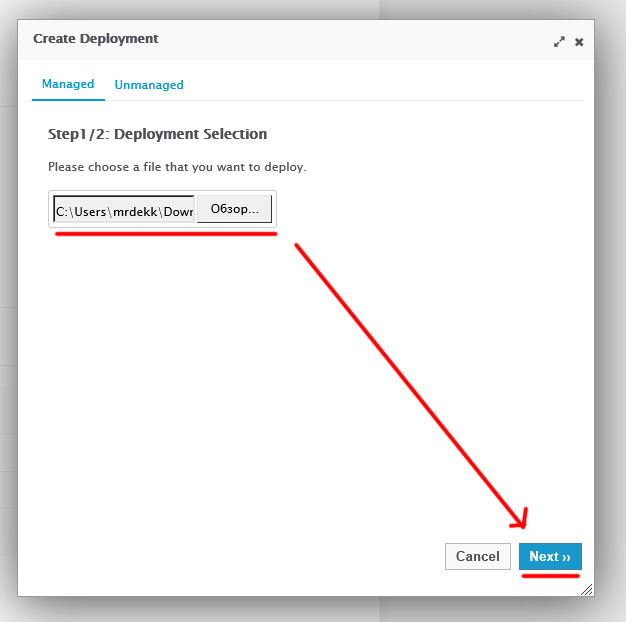 Create Deployment
Managed Unmanaged
Step1/2: Deployment Selection
Please choose a file that you want to deploy.
C:\Users\mrdekk\Dowr Обзор...
Cancel Next ››